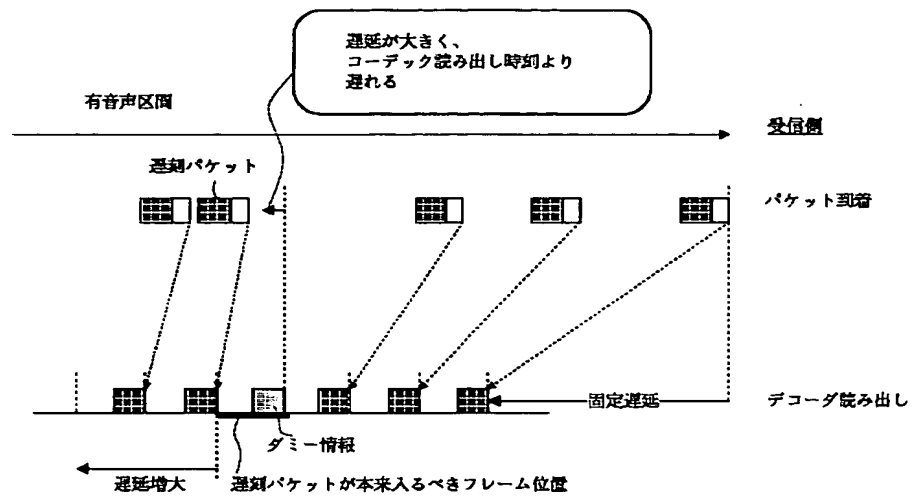 遅延が大きく、
コーデック読み出し時刻より
遅れる
有音声区間
受信側
遅刻パケット
パケット到着
固定遅延
デコーダ読み出し
ダミー情報
遅延増大
遅刻パケットが本来入るべきフレーム位置